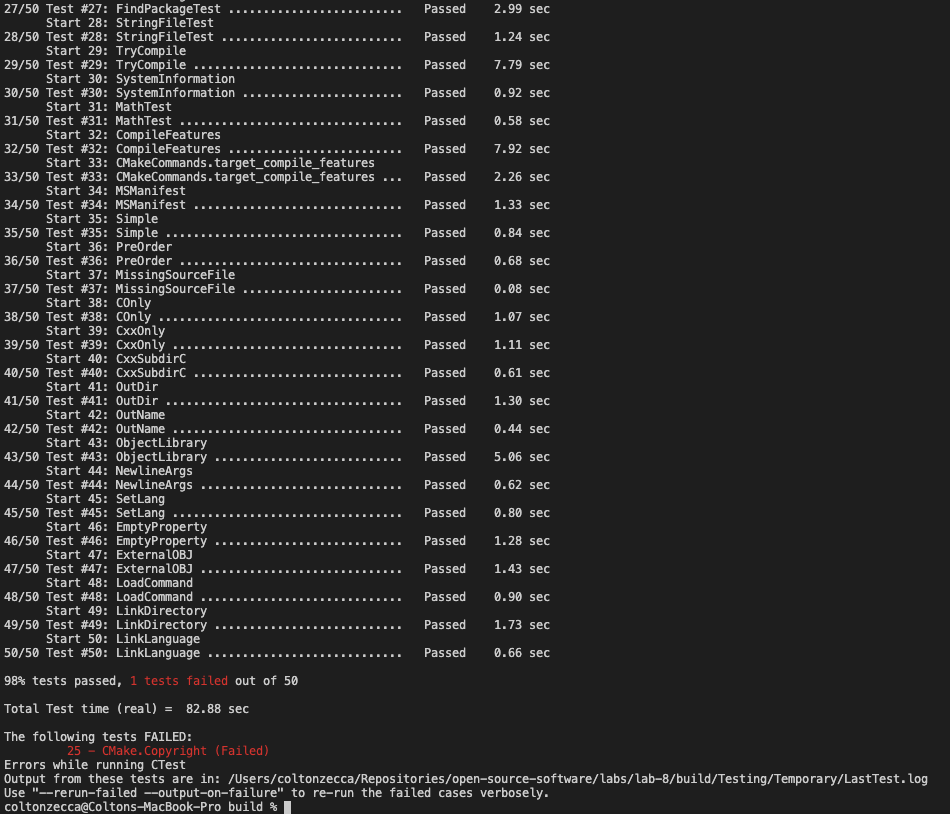 27/50 Test #27: FindPackageTest .........................   Passed    2.99 sec
      Start 28: StringFileTest
28/50 Test #28: StringFileTest ..........................   Passed    1.24 sec
      Start 29: TryCompile
29/50 Test #29: TryCompile ..............................   Passed    7.79 sec
      Start 30: SystemInformation
30/50 Test #30: SystemInformation .......................   Passed    0.92 sec
      Start 31: MathTest
31/50 Test #31: MathTest ................................   Passed    0.58 sec
      Start 32: CompileFeatures
32/50 Test #32: CompileFeatures .........................   Passed    7.92 sec
      Start 33: CMakeCommands.target_compile_features
33/50 Test #33: CMakeCommands.target_compile_features ...   Passed    2.26 sec
      Start 34: MSManifest
34/50 Test #34: MSManifest ..............................   Passed    1.33 sec
      Start 35: Simple
35/50 Test #35: Simple ..................................   Passed    0.84 sec
      Start 36: PreOrder
36/50 Test #36: PreOrder ................................   Passed    0.68 sec
      Start 37: MissingSourceFile
37/50 Test #37: MissingSourceFile .......................   Passed    0.08 sec
      Start 38: COnly
38/50 Test #38: COnly ...................................   Passed    1.07 sec
      Start 39: CxxOnly
39/50 Test #39: CxxOnly .................................   Passed    1.11 sec
      Start 40: CxxSubdirC
40/50 Test #40: CxxSubdirC ..............................   Passed    0.61 sec
      Start 41: OutDir
41/50 Test #41: OutDir ..................................   Passed    1.30 sec
      Start 42: OutName
42/50 Test #42: OutName .................................   Passed    0.44 sec
      Start 43: ObjectLibrary
43/50 Test #43: ObjectLibrary ...........................   Passed    5.06 sec
      Start 44: NewlineArgs
44/50 Test #44: NewlineArgs .............................   Passed    0.62 sec
      Start 45: SetLang
45/50 Test #45: SetLang .................................   Passed    0.80 sec
      Start 46: EmptyProperty
46/50 Test #46: EmptyProperty ...........................   Passed    1.28 sec
      Start 47: ExternalOBJ
47/50 Test #47: ExternalOBJ .............................   Passed    1.43 sec
      Start 48: LoadCommand
48/50 Test #48: LoadCommand .............................   Passed    0.90 sec
      Start 49: LinkDirectory
49/50 Test #49: LinkDirectory ...........................   Passed    1.73 sec
      Start 50: LinkLanguage
50/50 Test #50: LinkLanguage ............................   Passed    0.66 sec
98% tests passed, 1 tests failed out of 50
Total Test time (real) =  82.88 sec
The following tests FAILED:
         25 - CMake.Copyright (Failed)
Errors while running CTest
Output from these tests are in: /Users/coltonzecca/Repositories/open-source-software/labs/lab-8/build/Testing/Temporary/LastTest.log
Use "--rerun-failed --output-on-failure" to re-run the failed cases verbosely.
coltonzecca@Coltons-MacBook-Pro build %